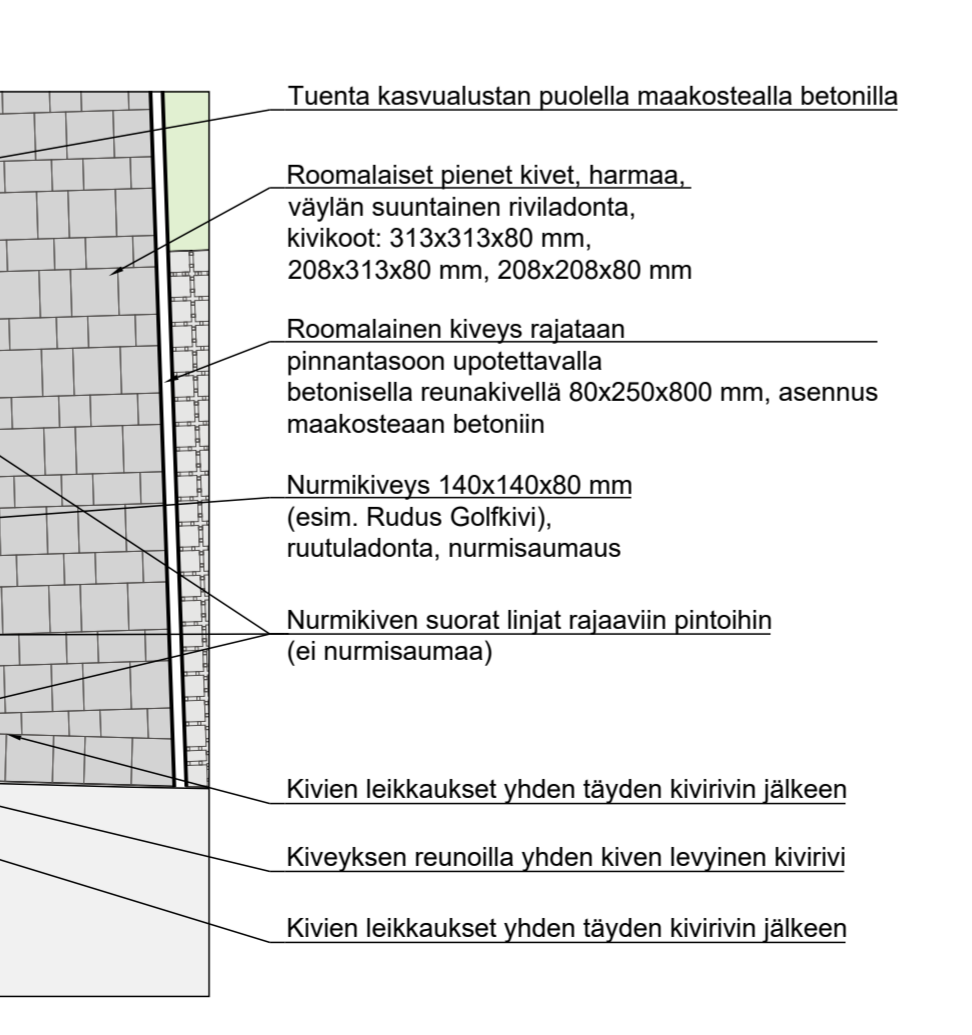 Tuenta kasvualustan puolella maakostealla betonilla
Roomalaiset pienet kivet, harmaa,
väylän suuntainen riviladonta,
kivikoot: 313x313x80 mm,
208x313x80 mm, 208x208x80 mm
Roomalainen kiveys rajataan
pinnantasoon upotettavalla
betonisella reunakivellä 80x250x800 mm, asennus
maakosteaan betoniin
Nurmikiveys 140x140x80 mm
(esim. Rudus Golfkivi),
ruutuladonta, nurmisaumaus
Nurmikiven suorat linjat rajaaviin pintoihin
(ei nurmisaumaa)
Kivien leikkaukset yhden täyden kivirivin jälkeen
Kiveyksen reunoilla yhden kiven levyinen kivirivi
Kivien leikkaukset yhden täyden kivirivin jälkeen